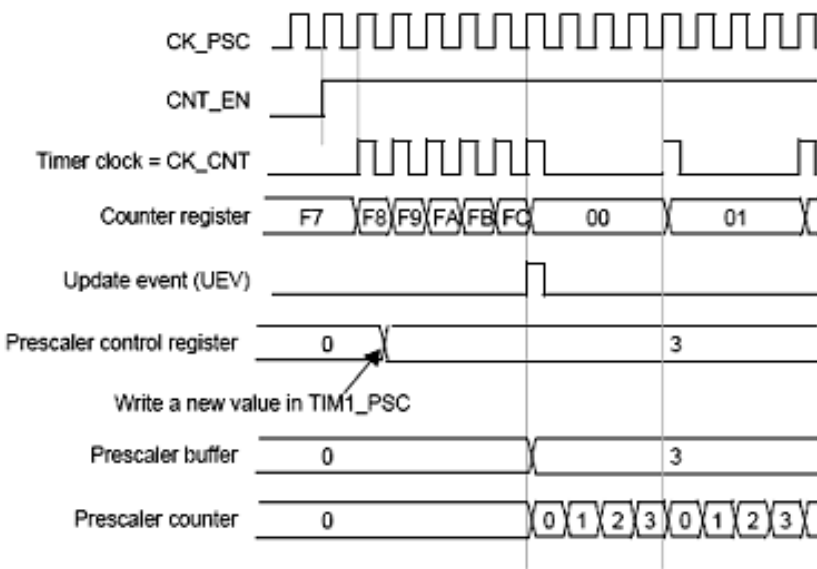 CK_PSC
CNT_EN
Timer clock = CK_CNT
Counter register F7 F8 F9 FA FB FC 00 01
Update event (UEV)
Prescaler control register 0 3
Write a new value in TIM1_PSC
Prescaler buffer 0 3
Prescaler counter 0 0 1 2 3 0 1 2 3